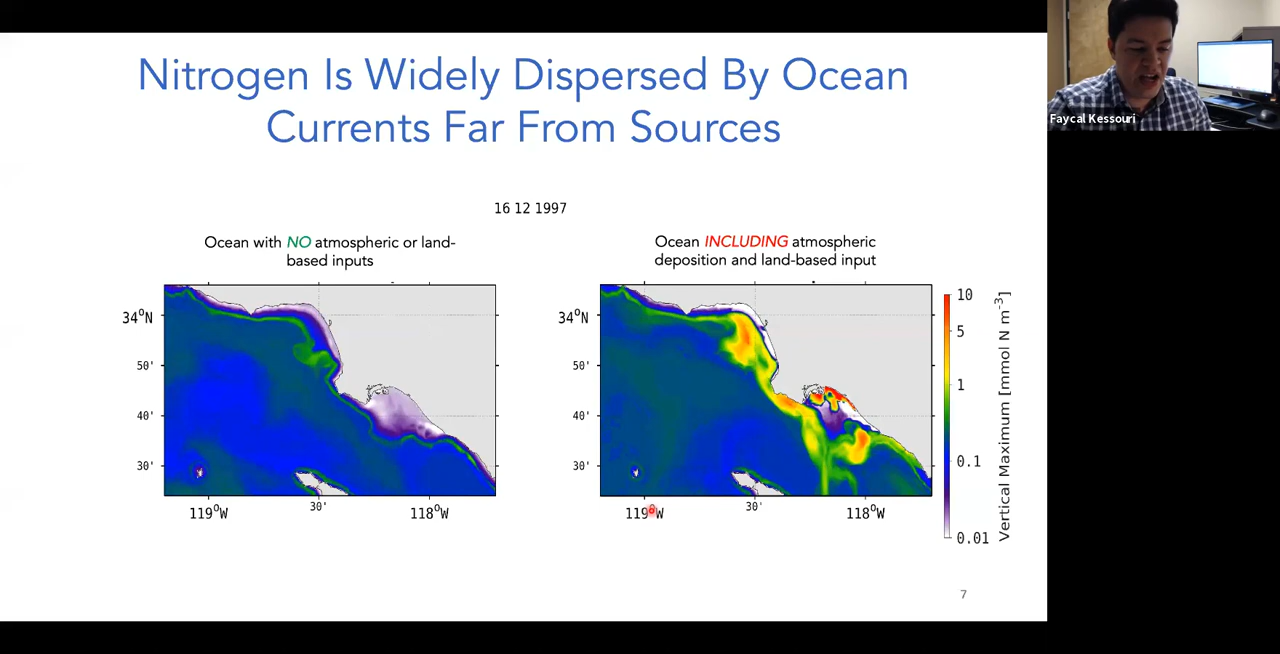 Nitrogen Is Widely Dispersed By Ocean
Currents Far From Sources
Faycal Kessouri
16 12 1997
Ocean with NO atmospheric or land-
based inputs
Ocean INCLUDING atmospheric
deposition and land-based input
34°N
50'
40'
30'
119°W
30'
118°W
34°N
50'
40'
30'
119°W
30'
118°W
10
5
1
0.1
0.01
Vertical Maximum [mmol N m⁻³]
7